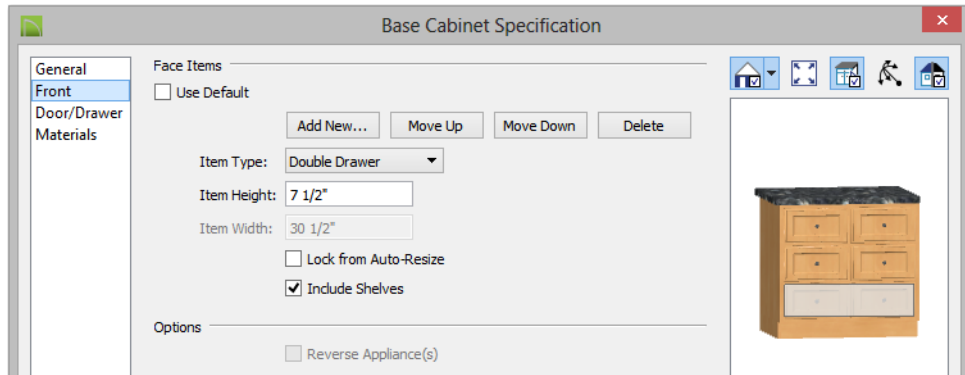 Base Cabinet Specification
General
Front
Door/Drawer
Materials
Face Items
Use Default
Add New... Move Up Move Down Delete
Item Type: Double Drawer
Item Height: 7 1/2"
Item Width: 30 1/2"
Lock from Auto-Resize
Include Shelves
Options
Reverse Appliance(s)